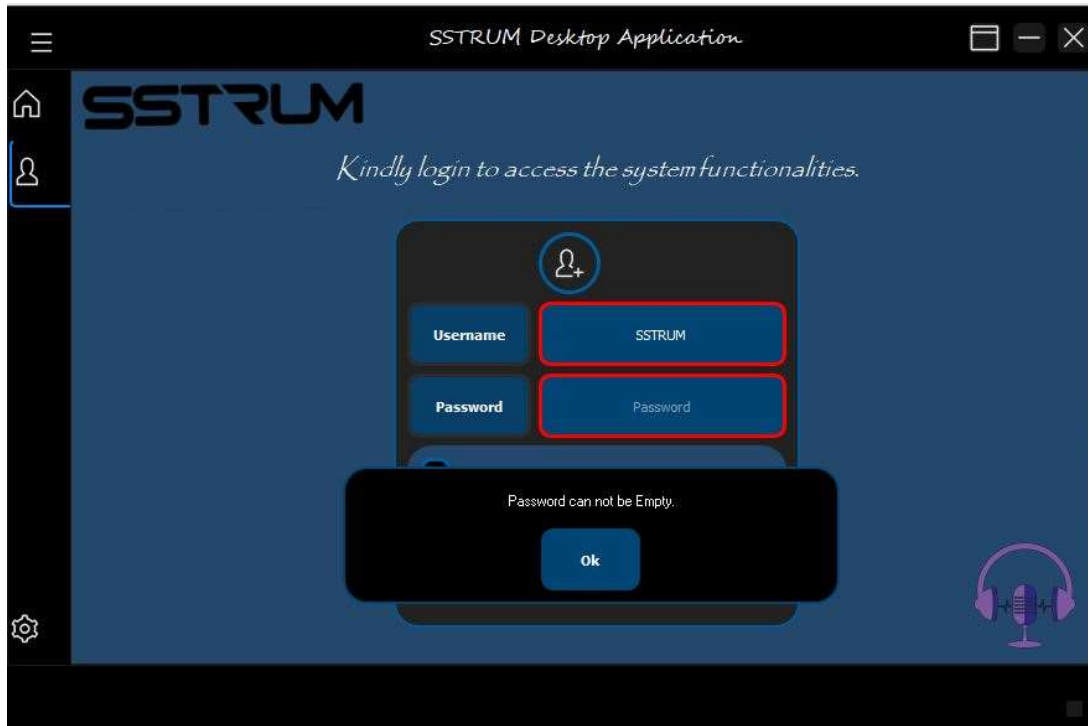 SSTRUM Desktop Application
SSTRUM
Kindly login to access the system functionalities.
Username
SSTRUM
Password
Password
Password can not be Empty.
Ok